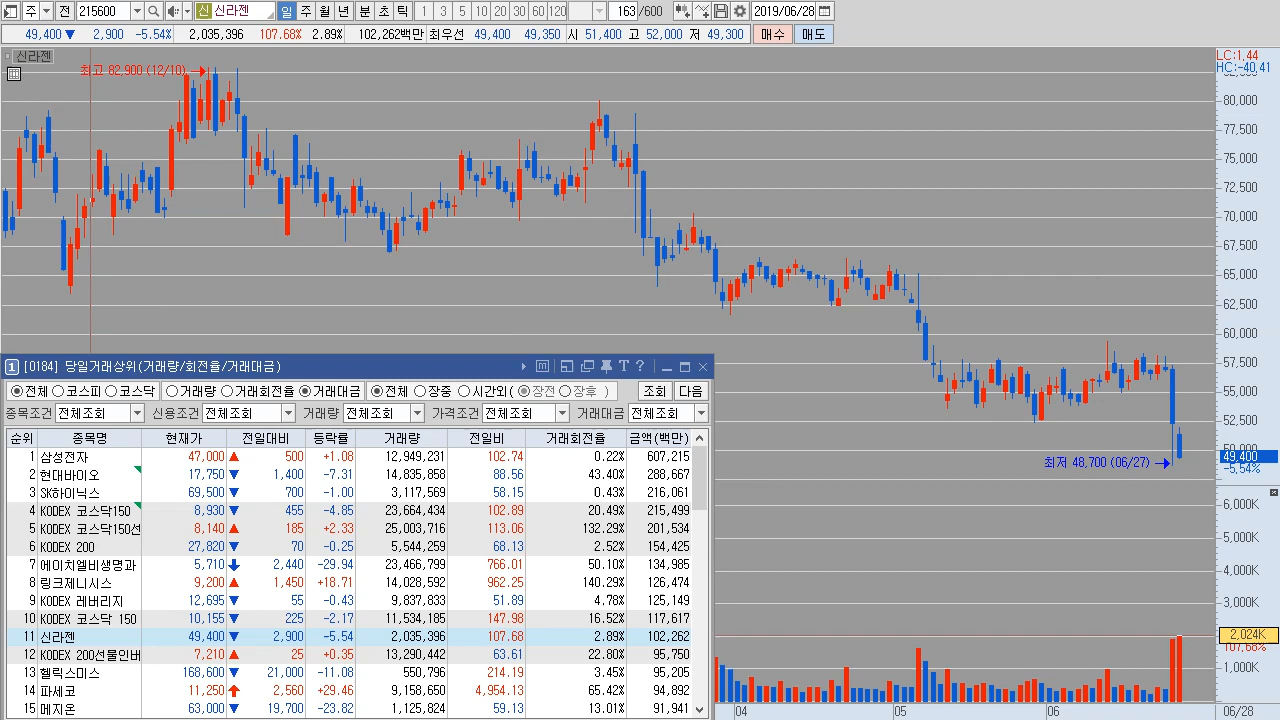 주 전 215600 신 신라젠 일 주 월 년 분 초 틱 1 3 5 10 20 30 60 120 163 /600 2019/06/28
49,400 ▼ 2,900 -5.54% 2,035,396 107.68% 2.89% 102,262백만 최우선 49,400 49,350 시 51,400 고 52,000 저 49,300 매수 매도
신라젠
LC:1.44
HC:-40.41
최고 82,900 (12/10)
80,000
77,500
75,000
72,500
70,000
67,500
65,000
62,500
60,000
57,500
55,000
52,500
49,400
-5.54%
최저 48,700 (06/27)
6,000K
5,000K
4,000K
3,000K
2,024K
107.68%
1,000K
04 05 06 06/28
1 [0184] 당일거래상위(거래량/회전율/거래대금) T ?
전체 코스피 코스닥 거래량 거래회전율 거래대금 전체 장중 시간외( 장전 장후 ) 조회 다음
종목조건 전체조회 신용조건 전체조회 거래량 전체조회 가격조건 전체조회 거래대금 전체조회
순위 종목명 현재가 전일대비 등락률 거래량 전일비 거래회전율 금액(백만)
1 삼성전자 47,000 ▲ 500 +1.08 12,949,231 102.74 0.22% 607,215
2 현대바이오 17,750 ▼ 1,400 -7.31 14,835,858 88.56 43.40% 288,667
3 SK하이닉스 69,500 ▼ 700 -1.00 3,117,569 58.15 0.43% 216,061
4 KODEX 코스닥150 8,930 ▼ 455 -4.85 23,664,434 102.89 20.49% 215,499
5 KODEX 코스닥150선 8,140 ▲ 185 +2.33 25,003,716 113.06 132.29% 201,534
6 KODEX 200 27,820 ▼ 70 -0.25 5,544,259 68.13 2.52% 154,425
7 에이치엘비생명과 5,710 ↓ 2,440 -29.94 23,466,799 766.01 50.10% 134,985
8 링크제니시스 9,200 ▲ 1,450 +18.71 14,028,592 962.25 140.29% 126,474
9 KODEX 레버리지 12,695 ▼ 55 -0.43 9,837,833 51.89 4.78% 125,149
10 KODEX 코스닥 150 10,155 ▼ 225 -2.17 11,534,185 147.98 16.52% 117,617
11 신라젠 49,400 ▼ 2,900 -5.54 2,035,396 107.68 2.89% 102,262
12 KODEX 200선물인버 7,210 ▲ 25 +0.35 13,290,442 63.61 22.80% 95,750
13 헬릭스미스 168,600 ▼ 21,000 -11.08 550,796 214.19 3.45% 95,205
14 파세코 11,250 ↑ 2,560 +29.46 9,158,650 4,954.13 65.42% 94,892
15 메지온 63,000 ▼ 19,700 -23.82 1,125,824 59.13 13.01% 91,941